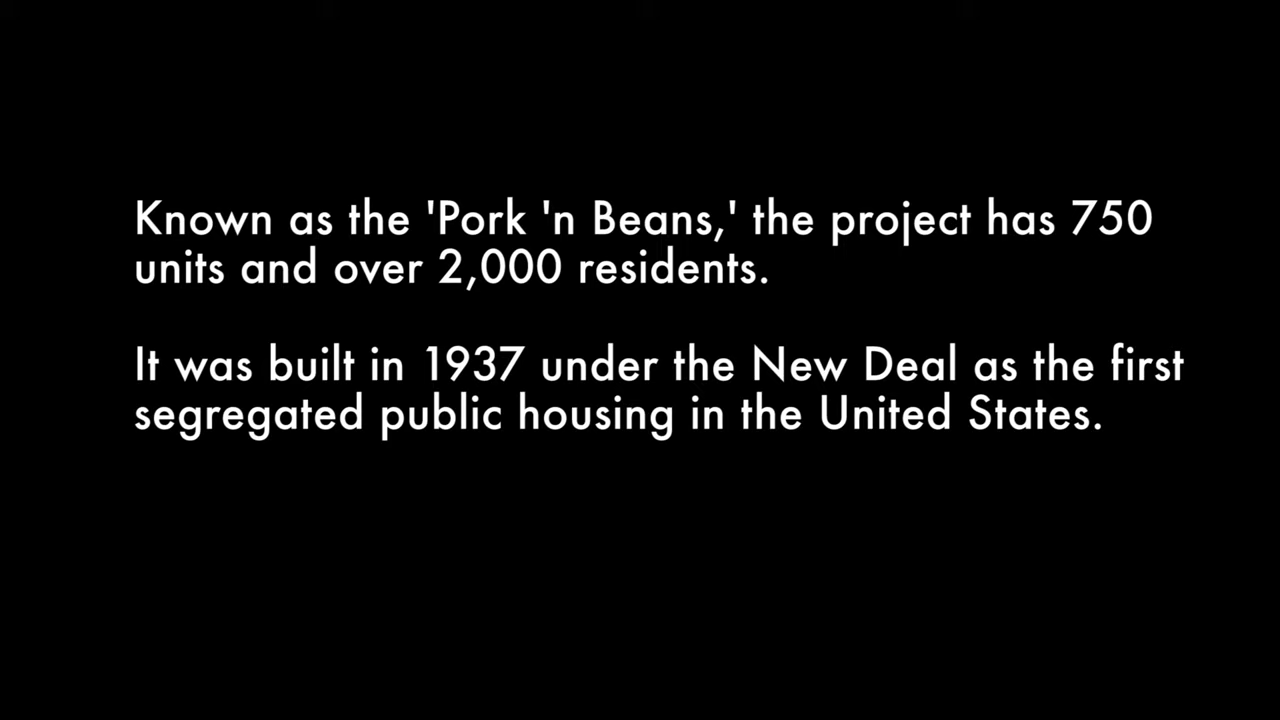 Known as the 'Pork 'n Beans,' the project has 750
units and over 2,000 residents.
It was built in 1937 under the New Deal as the first
segregated public housing in the United States.